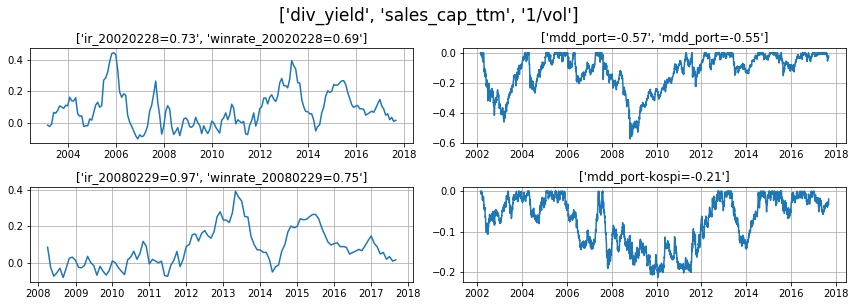 ['div_yield', 'sales_cap_ttm', '1/vol']
['ir_20020228=0.73', 'winrate_20020228=0.69']
0.4
0.2
0.0
2004 2006 2008 2010 2012 2014 2016 2018
['mdd_port=-0.57', 'mdd_port=-0.55']
0.0
−0.2
−0.4
−0.6
2002 2004 2006 2008 2010 2012 2014 2016 2018
['ir_20080229=0.97', 'winrate_20080229=0.75']
0.4
0.2
0.0
2008 2009 2010 2011 2012 2013 2014 2015 2016 2017 2018
['mdd_port-kospi=-0.21']
0.0
−0.1
−0.2
2002 2004 2006 2008 2010 2012 2014 2016 2018